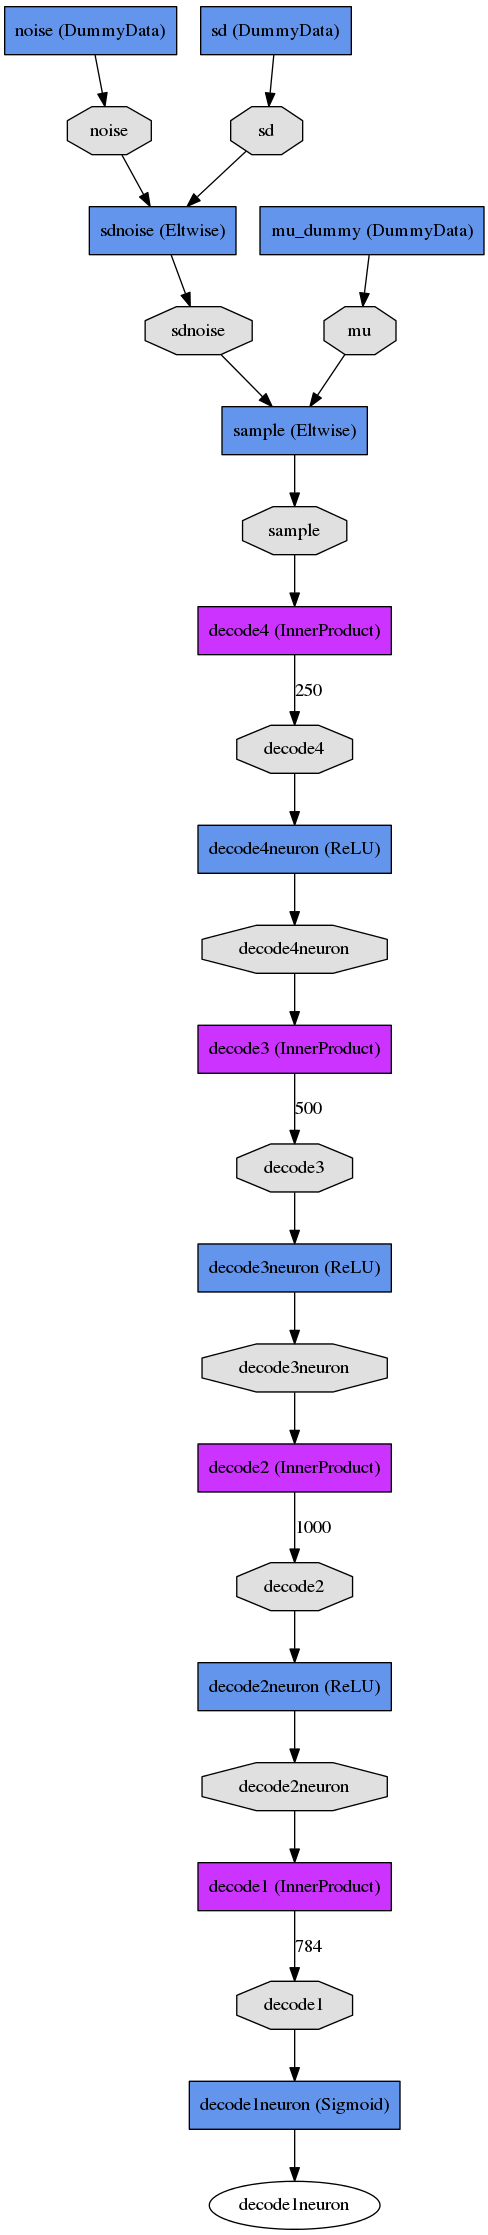 noise (DummyData)
sd (DummyData)
noise
sd
sdnoise (Eltwise)
mu_dummy (DummyData)
sdnoise
mu
sample (Eltwise)
sample
decode4 (InnerProduct)
250
decode4
decode4neuron (ReLU)
decode4neuron
decode3 (InnerProduct)
500
decode3
decode3neuron (ReLU)
decode3neuron
decode2 (InnerProduct)
1000
decode2
decode2neuron (ReLU)
decode2neuron
decode1 (InnerProduct)
784
decode1
decode1neuron (Sigmoid)
decode1neuron